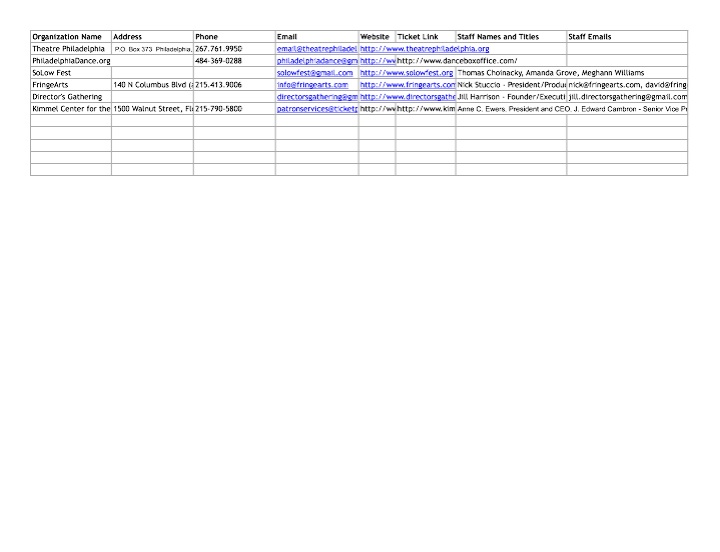 Organization Name Address Phone Email Website Ticket Link Staff Names and Titles Staff Emails
Theatre Philadelphia P.O. Box 373 Philadelphia, 267.761.9950 email@theatrephiladel http://www.theatrephiladelphia.org
PhiladelphiaDance.org 484-369-0288 philadelphiadance@gm http://ww http://www.danceboxoffice.com/
SoLow Fest solowfest@gmail.com http://www.solowfest.org Thomas Choinacky, Amanda Grove, Meghann Williams
FringeArts 140 N Columbus Blvd (a 215.413.9006 info@fringearts.com http://www.fringearts.com Nick Stuccio - President/Produc nick@fringearts.com, david@fring
Director's Gathering directorsgathering@gm http://www.directorsgathe Jill Harrison - Founder/Executi jill.directorsgathering@gmail.com
Kimmel Center for the 1500 Walnut Street, Flo 215-790-5800 patronservices@ticketp http://ww http://www.kim Anne C. Ewers, President and CEO, J. Edward Cambron - Senior Vice Pr